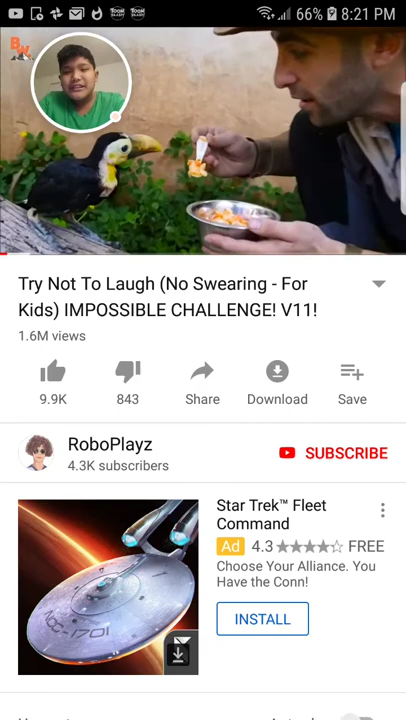 66% 8:21 PM
BW
Try Not To Laugh (No Swearing - For
Kids) IMPOSSIBLE CHALLENGE! V11!
1.6M views
9.9K 843 Share Download Save
RoboPlayz
4.3K subscribers
SUBSCRIBE
Star Trek™ Fleet
Command
Ad 4.3★★★★☆ FREE
Choose Your Alliance. You
Have the Conn!
INSTALL
NCC-1701